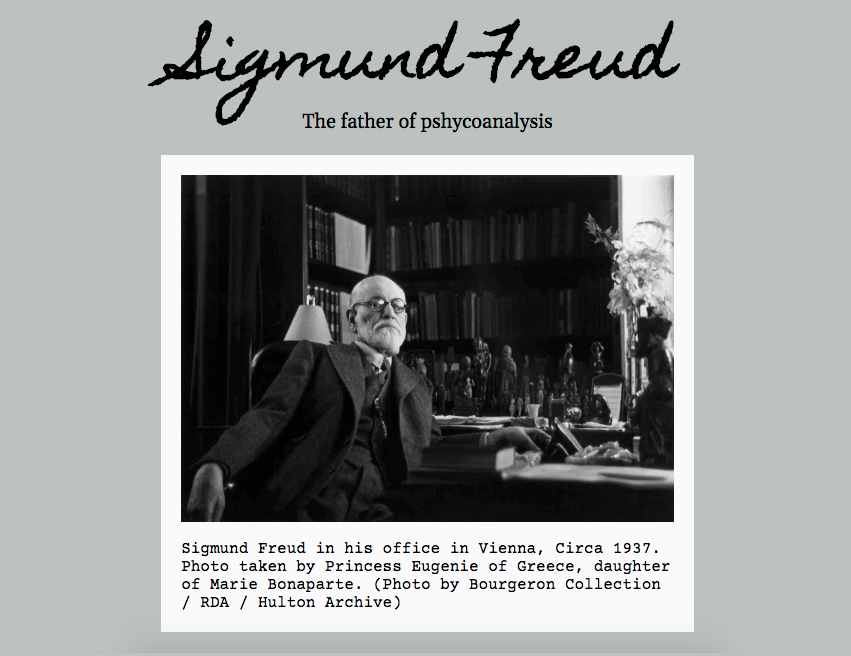 Sigmund Freud
The father of pshycoanalysis
Sigmund Freud in his office in Vienna, Circa 1937.
Photo taken by Princess Eugenie of Greece, daughter
of Marie Bonaparte. (Photo by Bourgeron Collection
/ RDA / Hulton Archive)